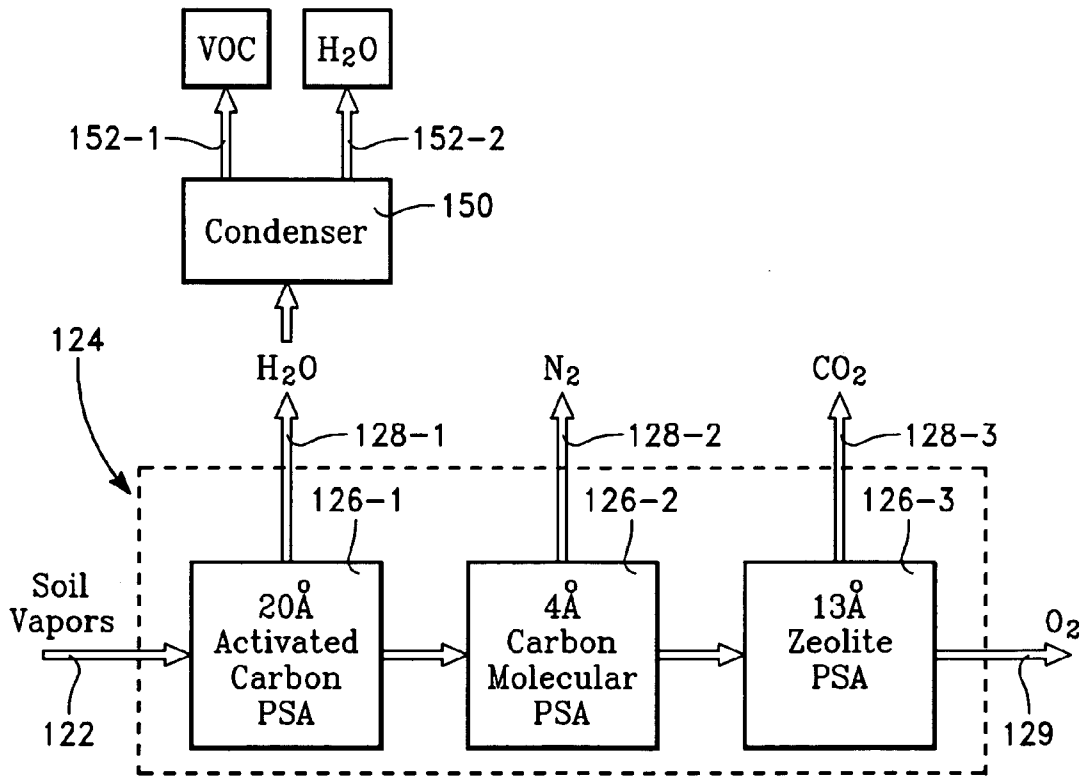 VOC
H₂O
152-1
152-2
150
Condenser
124
H₂O
N₂
CO₂
128-1
128-2
128-3
126-1
126-2
126-3
Soil
Vapors
20Å
Activated
Carbon
PSA
4Å
Carbon
Molecular
PSA
13Å
Zeolite
PSA
O₂
122
129